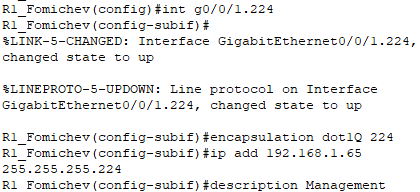 R1_Fomichev(config)#int g0/0/1.224
R1_Fomichev(config-subif)#
%LINK-5-CHANGED: Interface GigabitEthernet0/0/1.224,
changed state to up
%LINEPROTO-5-UPDOWN: Line protocol on Interface
GigabitEthernet0/0/1.224, changed state to up
R1_Fomichev(config-subif)#encapsulation dot1Q 224
R1_Fomichev(config-subif)#ip add 192.168.1.65
255.255.255.224
R1_Fomichev(config-subif)#description Management